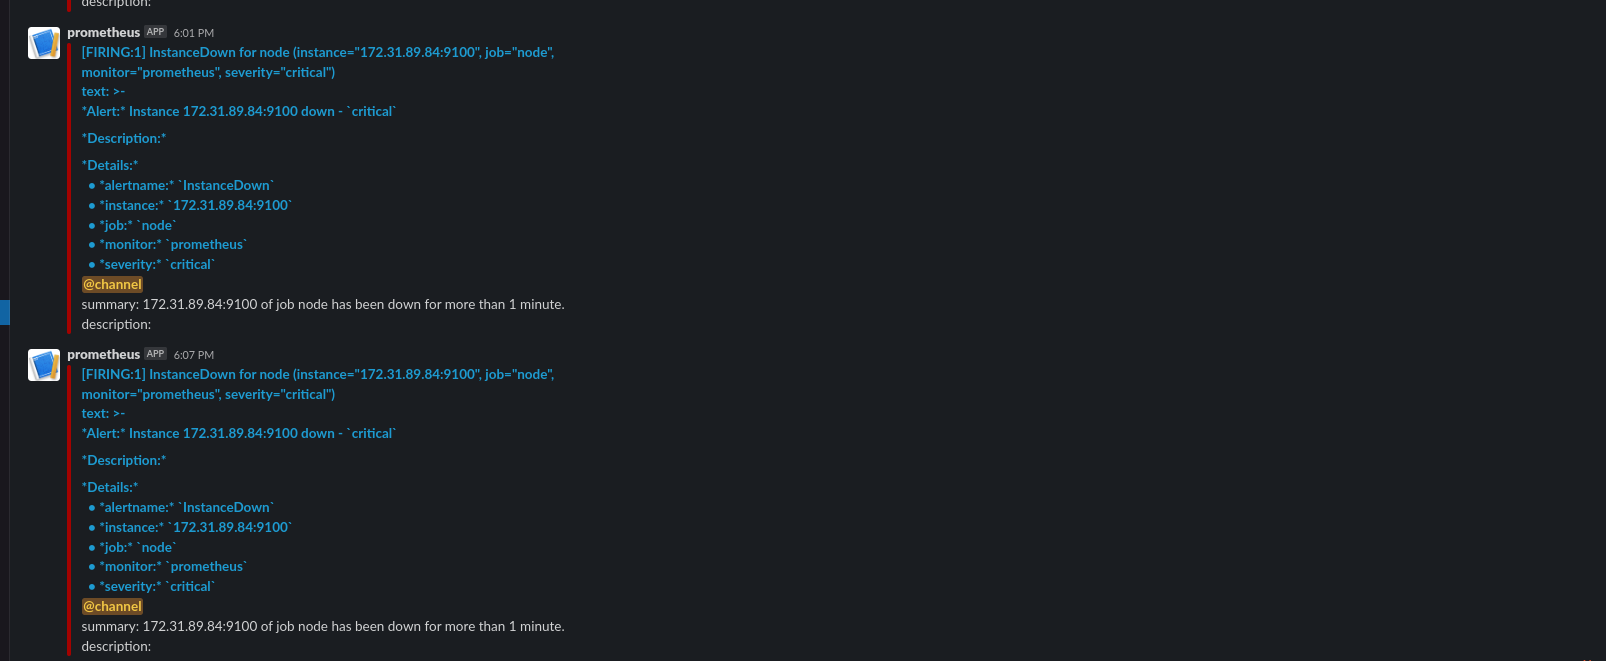 description:
prometheus APP 6:01 PM
[FIRING:1] InstanceDown for node (instance="172.31.89.84:9100", job="node",
monitor="prometheus", severity="critical")
text: >-
*Alert:* Instance 172.31.89.84:9100 down - `critical`
*Description:*
*Details:*
• *alertname:* `InstanceDown`
• *instance:* `172.31.89.84:9100`
• *job:* `node`
• *monitor:* `prometheus`
• *severity:* `critical`
@channel
summary: 172.31.89.84:9100 of job node has been down for more than 1 minute.
description:
prometheus APP 6:07 PM
[FIRING:1] InstanceDown for node (instance="172.31.89.84:9100", job="node",
monitor="prometheus", severity="critical")
text: >-
*Alert:* Instance 172.31.89.84:9100 down - `critical`
*Description:*
*Details:*
• *alertname:* `InstanceDown`
• *instance:* `172.31.89.84:9100`
• *job:* `node`
• *monitor:* `prometheus`
• *severity:* `critical`
@channel
summary: 172.31.89.84:9100 of job node has been down for more than 1 minute.
description: